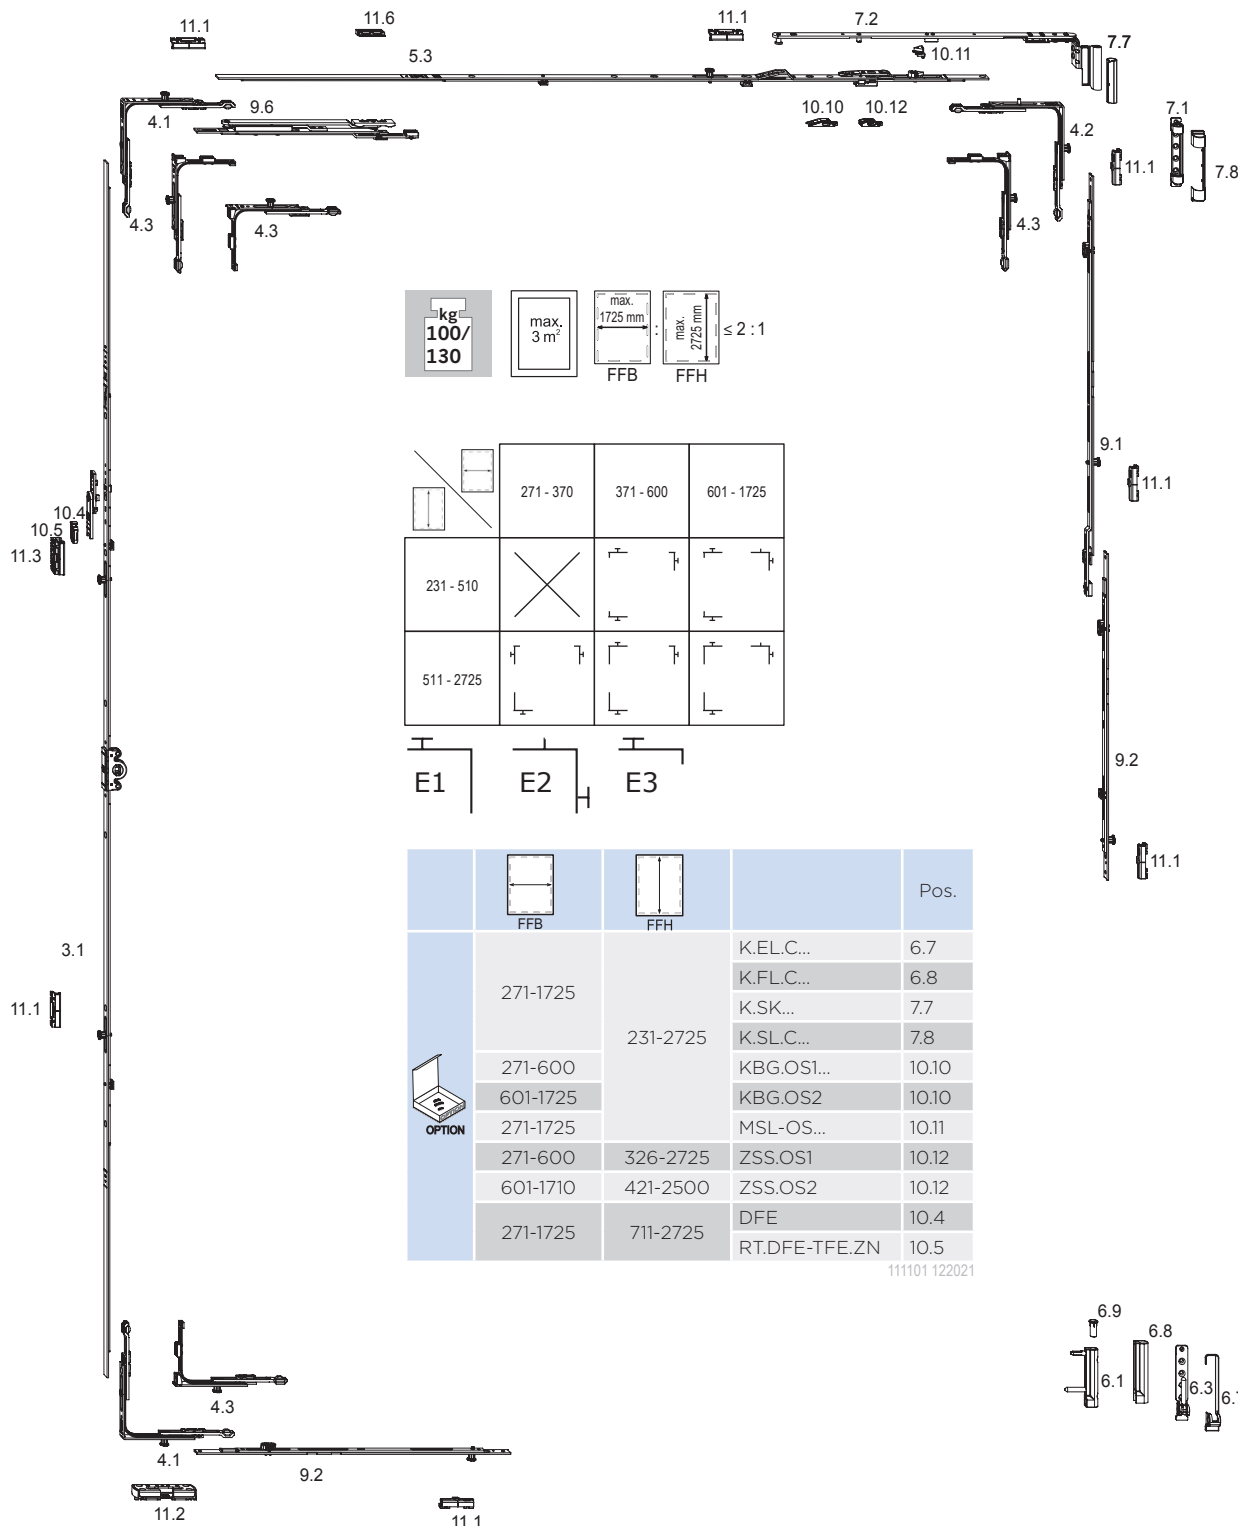 11.1
11.6
11.1
7.2
7.7
5.3
10.11
4.1
9.6
10.10
10.12
4.2
7.1
11.1
7.8
4.3
4.3
4.3
kg
100/
130
max.
3 m²
max.
1725 mm
FFB
:
max.
2725 mm
FFH
≤ 2 : 1
9.1
11.1
10.4
10.5
11.3
271 - 370
371 - 600
601 - 1725
231 - 510
511 - 2725
E1
E2
E3
9.2
11.1
3.1
11.1
FFB
FFH
Pos.
OPTION
271-1725
231-2725
K.EL.C...
6.7
K.FL.C...
6.8
K.SK...
7.7
K.SL.C...
7.8
271-600
KBG.OS1...
10.10
601-1725
KBG.OS2
10.10
271-1725
MSL-OS...
10.11
271-600
326-2725
ZSS.OS1
10.12
601-1710
421-2500
ZSS.OS2
10.12
271-1725
711-2725
DFE
10.4
RT.DFE-TFE.ZN
10.5
111101 122021
6.9
6.8
6.1
6.3
4.3
4.1
9.2
11.2
11.1